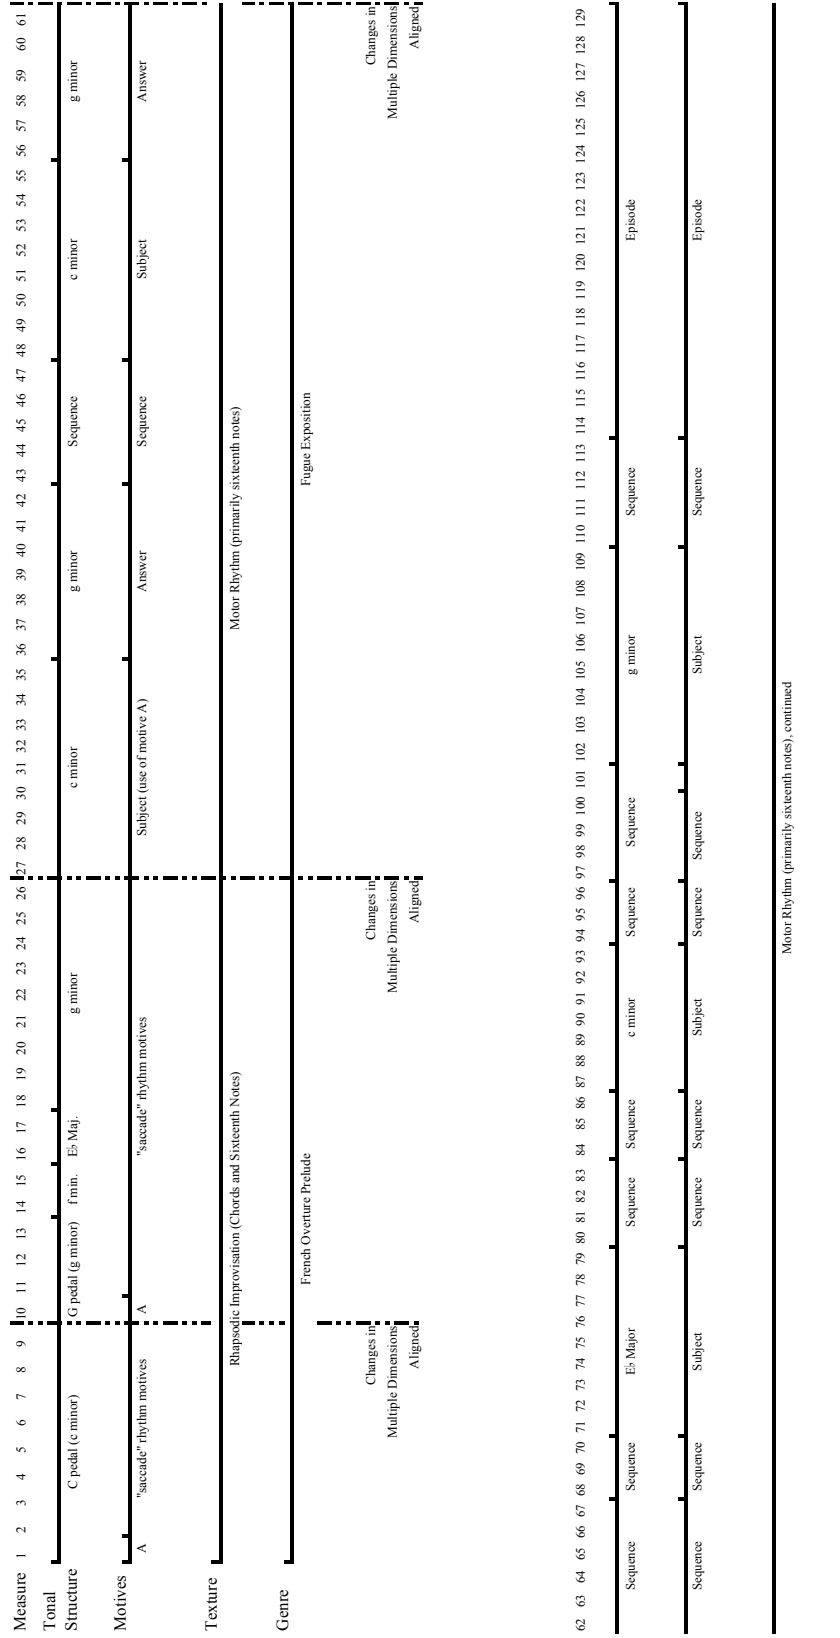 Measure 1 2 3 4 5 6 7 8 9 10 11 12 13 14 15 16 17 18 19 20 21 22 23 24 25 26 27 28 29 30 31 32 33 34 35 36 37 38 39 40 41 42 43 44 45 46 47 48 49 50 51 52 53 54 55 56 57 58 59 60 61
Tonal
Structure C pedal (c minor) G pedal (g minor) f min. E♭ Maj. g minor c minor g minor Sequence c minor g minor
Motives
A "saccade" rhythm motives A "saccade" rhythm motives Subject (use of motive A) Answer Sequence Subject Answer
Texture
Rhapsodic Improvisation (Chords and Sixteenth Notes) Motor Rhythm (primarily sixteenth notes)
Genre
French Overture Prelude Fugue Exposition
Changes in Changes in Changes in
Multiple Dimensions Multiple Dimensions Multiple Dimensions
Aligned Aligned Aligned
62 63 64 65 66 67 68 69 70 71 72 73 74 75 76 77 78 79 80 81 82 83 84 85 86 87 88 89 90 91 92 93 94 95 96 97 98 99 100 101 102 103 104 105 106 107 108 109 110 111 112 113 114 115 116 117 118 119 120 121 122 123 124 125 126 127 128 129
Sequence Sequence E♭ Major Sequence Sequence c minor Sequence Sequence g minor Sequence Episode
Sequence Sequence Subject Sequence Sequence Subject Sequence Sequence Subject Sequence Episode
Motor Rhythm (primarily sixteenth notes), continued